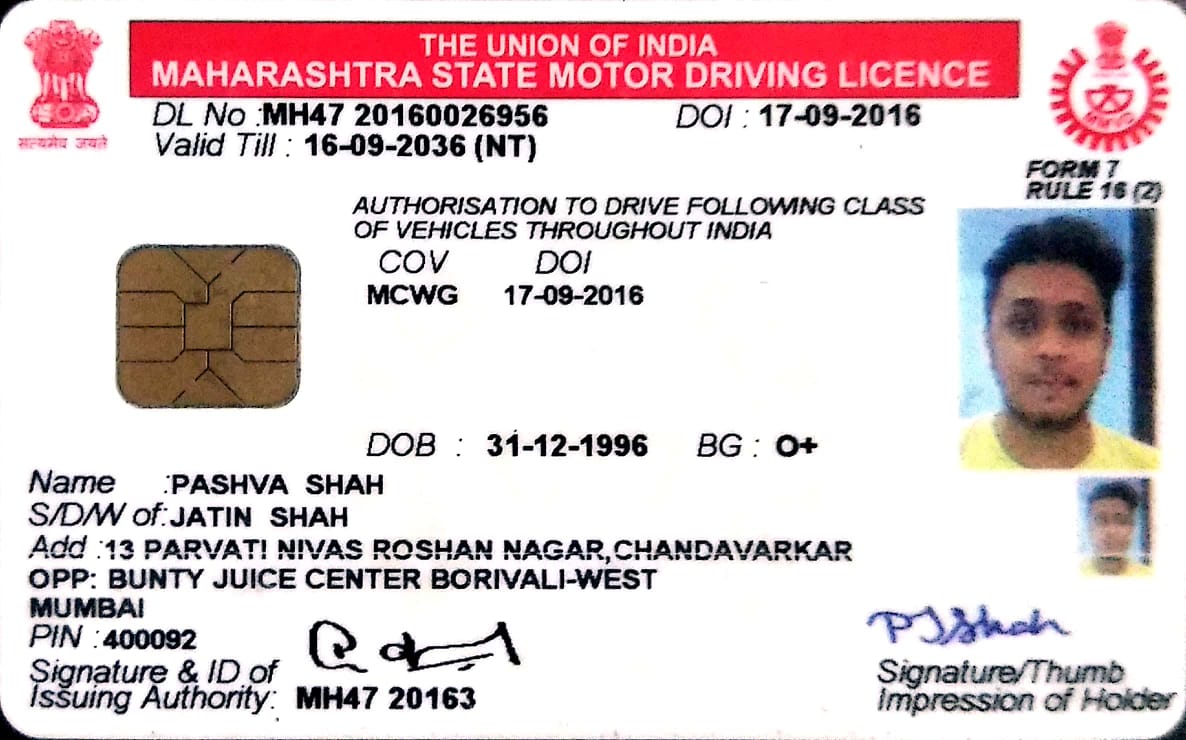 THE UNION OF INDIA
MAHARASHTRA STATE MOTOR DRIVING LICENCE
DL No :MH47 20160026956 DOI : 17-09-2016
Valid Till : 16-09-2036 (NT)
सत्यमेव जयते
FORM 7
RULE 16 (2)
AUTHORISATION TO DRIVE FOLLOWING CLASS
OF VEHICLES THROUGHOUT INDIA
COV DOI
MCWG 17-09-2016
DOB : 31-12-1996 BG : O+
Name :PASHVA SHAH
S/D/W of:JATIN SHAH
Add :13 PARVATI NIVAS ROSHAN NAGAR,CHANDAVARKAR
OPP: BUNTY JUICE CENTER BORIVALI-WEST
MUMBAI
PIN :400092
PJShah
Signature & ID of
Issuing Authority: MH47 20163
Signature/Thumb
Impression of Holder